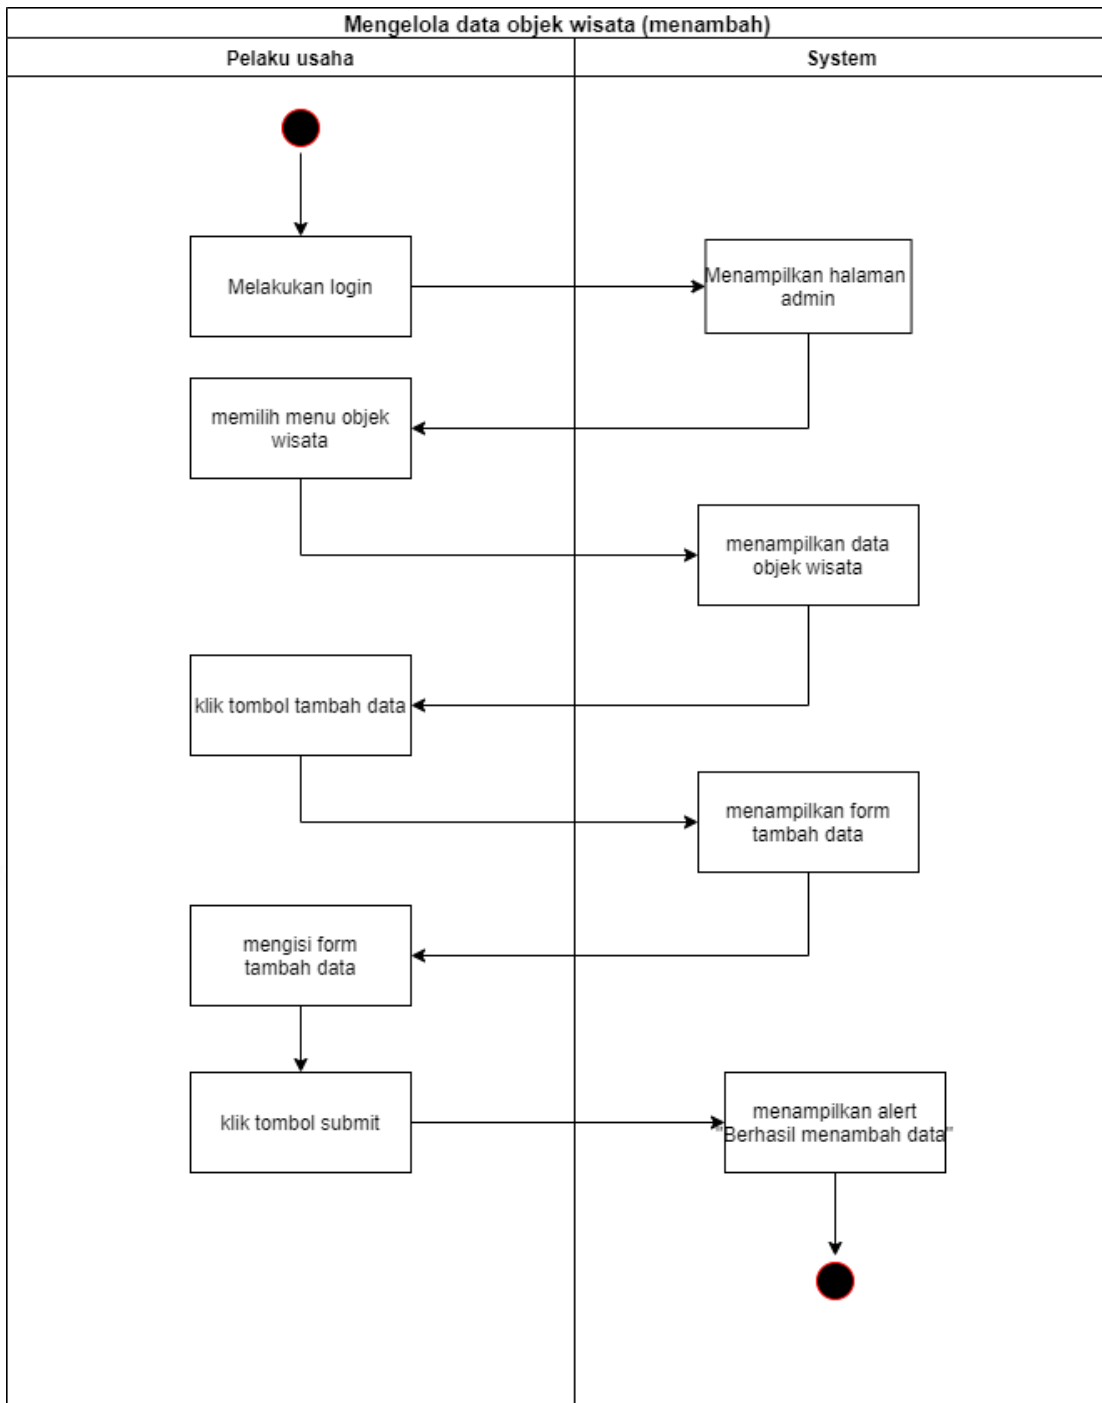 Mengelola data objek wisata (menambah)
Pelaku usaha
System
Melakukan login
Menampilkan halaman
admin
memilih menu objek
wisata
menampilkan data
objek wisata
klik tombol tambah data
menampilkan form
tambah data
mengisi form
tambah data
klik tombol submit
menampilkan alert
"Berhasil menambah data"